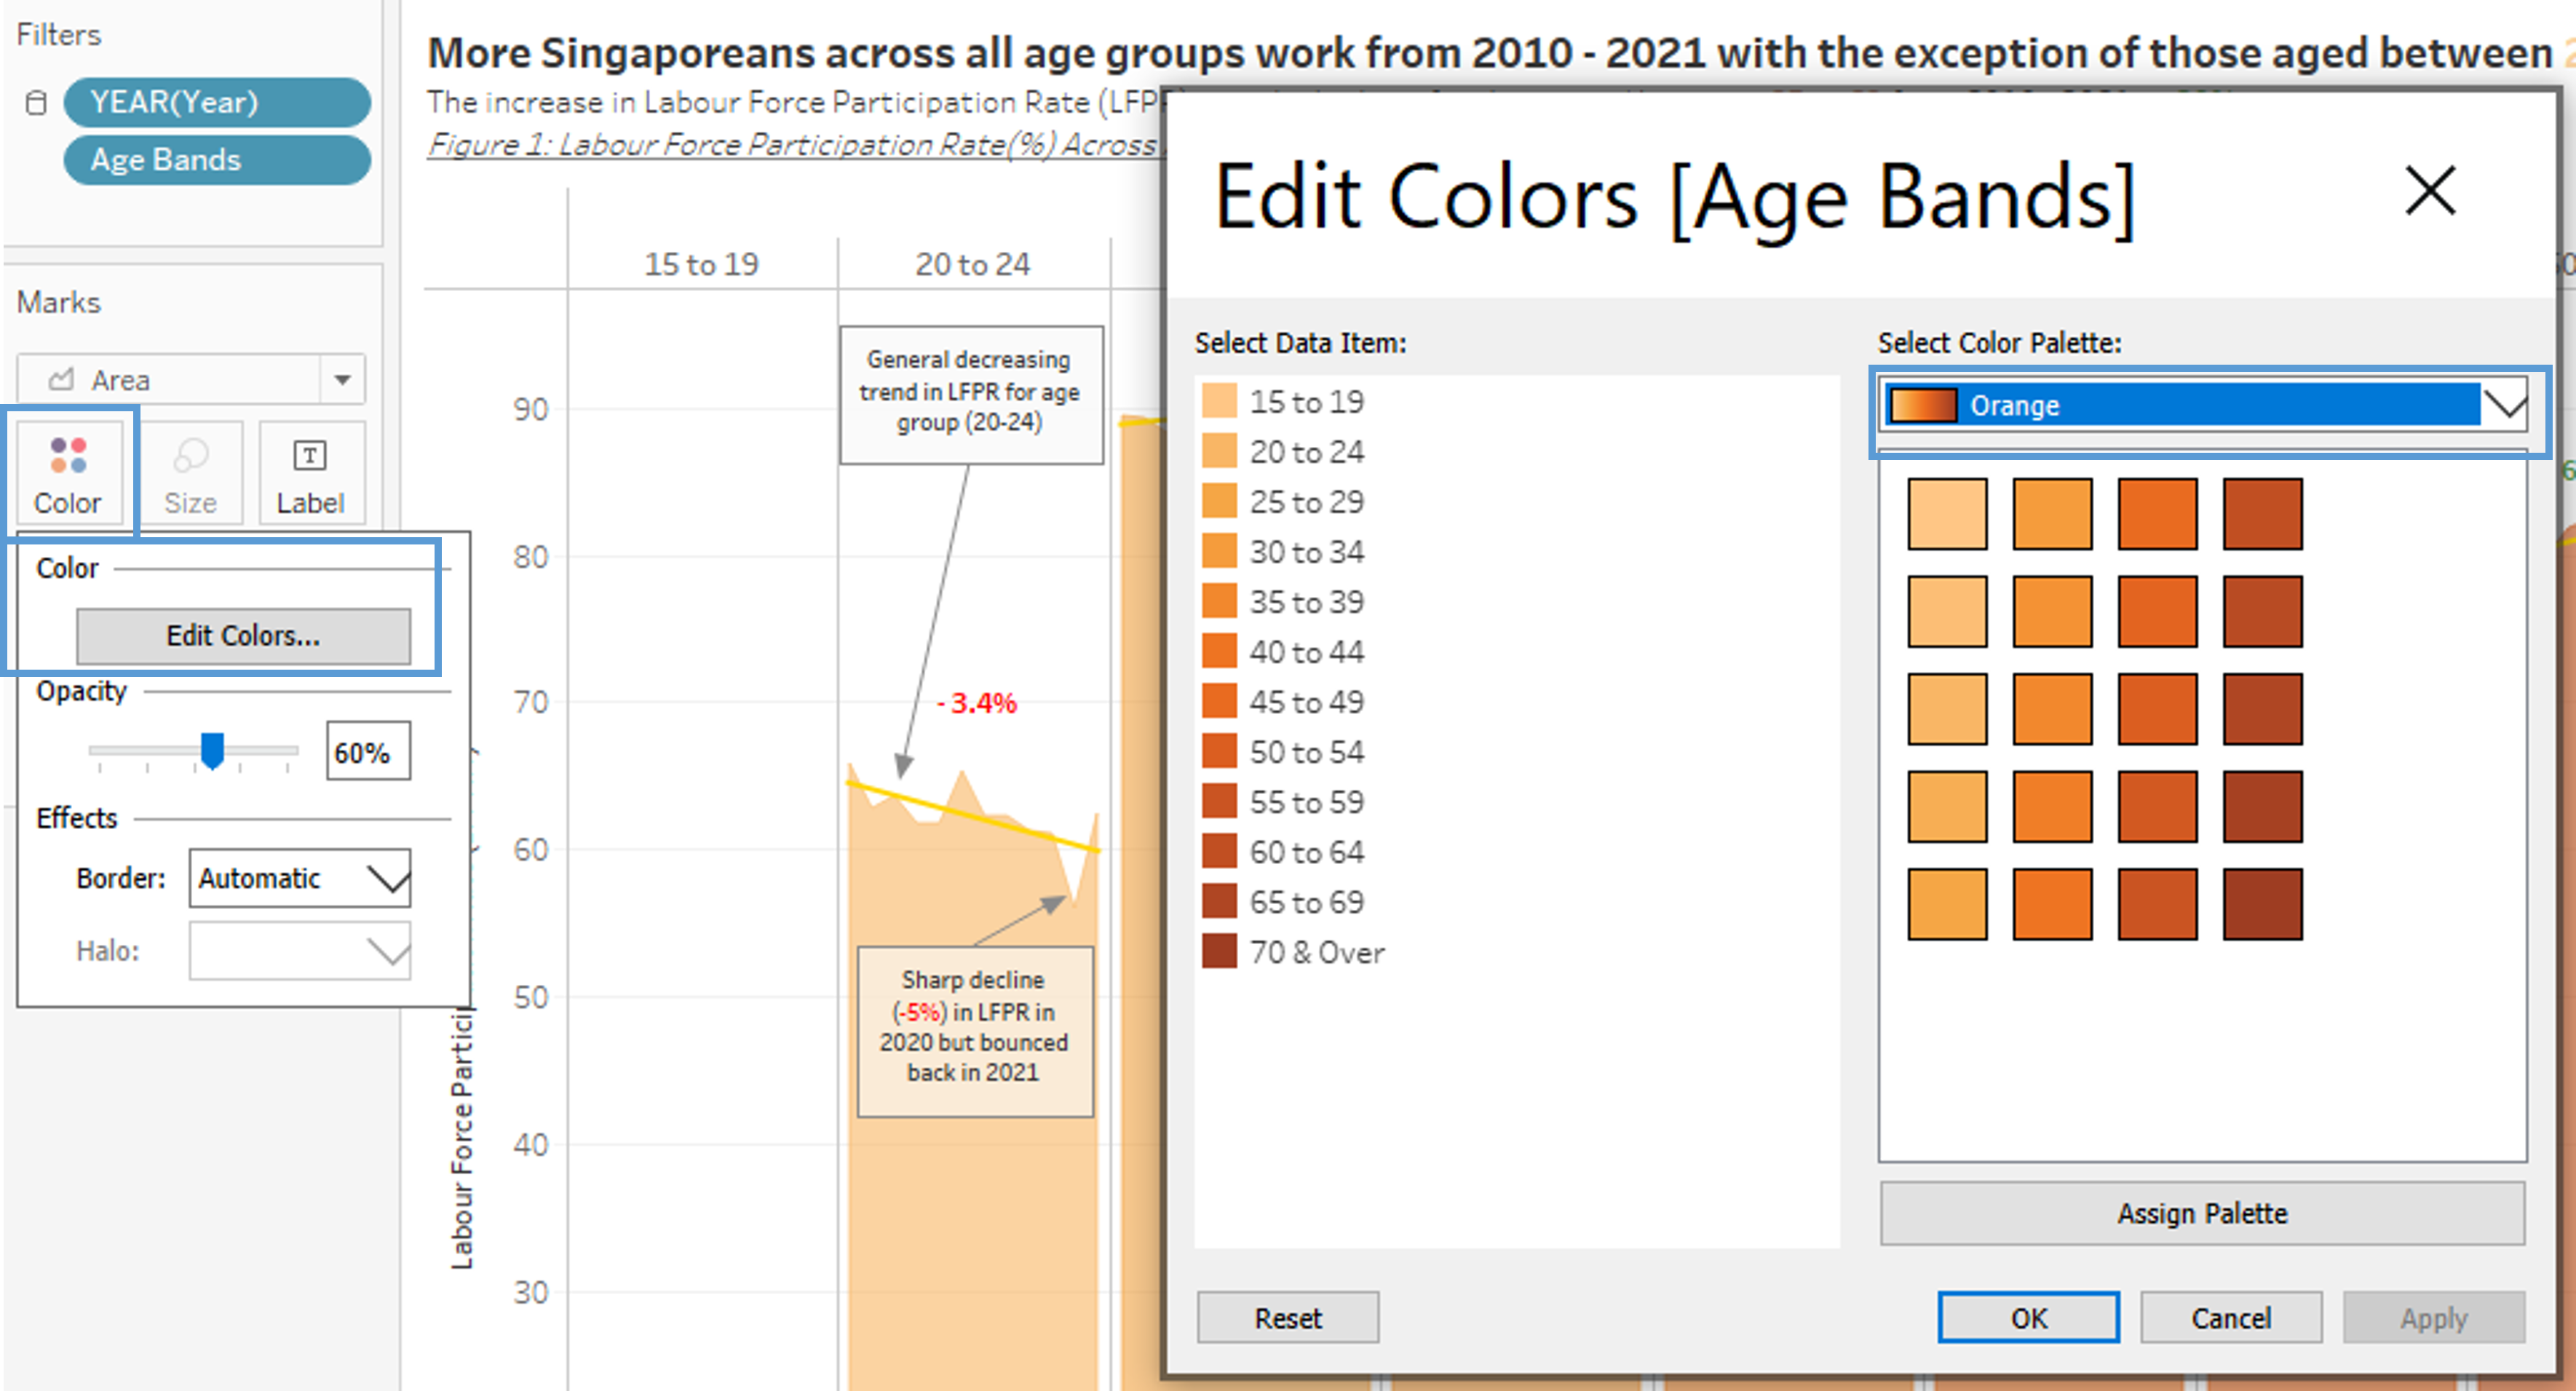 Filters
YEAR(Year)
Age Bands
Marks
Area
Color
Size
Label
Color
Edit Colors...
Opacity
60%
Effects
Border:
Automatic
Halo:
More Singaporeans across all age groups work from 2010 - 2021 with the exception of those aged between
The increase in Labour Force Participation Rate (LFPR)
Figure 1: Labour Force Participation Rate(%) Across
15 to 19
20 to 24
90
80
70
60
50
40
30
Labour Force
General decreasing
trend in LFPR for age
group (20-24)
- 3.4%
Sharp decline
(-5%) in LFPR in
2020 but bounced
back in 2021
Edit Colors [Age Bands]
Select Data Item:
15 to 19
20 to 24
25 to 29
30 to 34
35 to 39
40 to 44
45 to 49
50 to 54
55 to 59
60 to 64
65 to 69
70 & Over
Select Color Palette:
Orange
Assign Palette
Reset
OK
Cancel
Apply